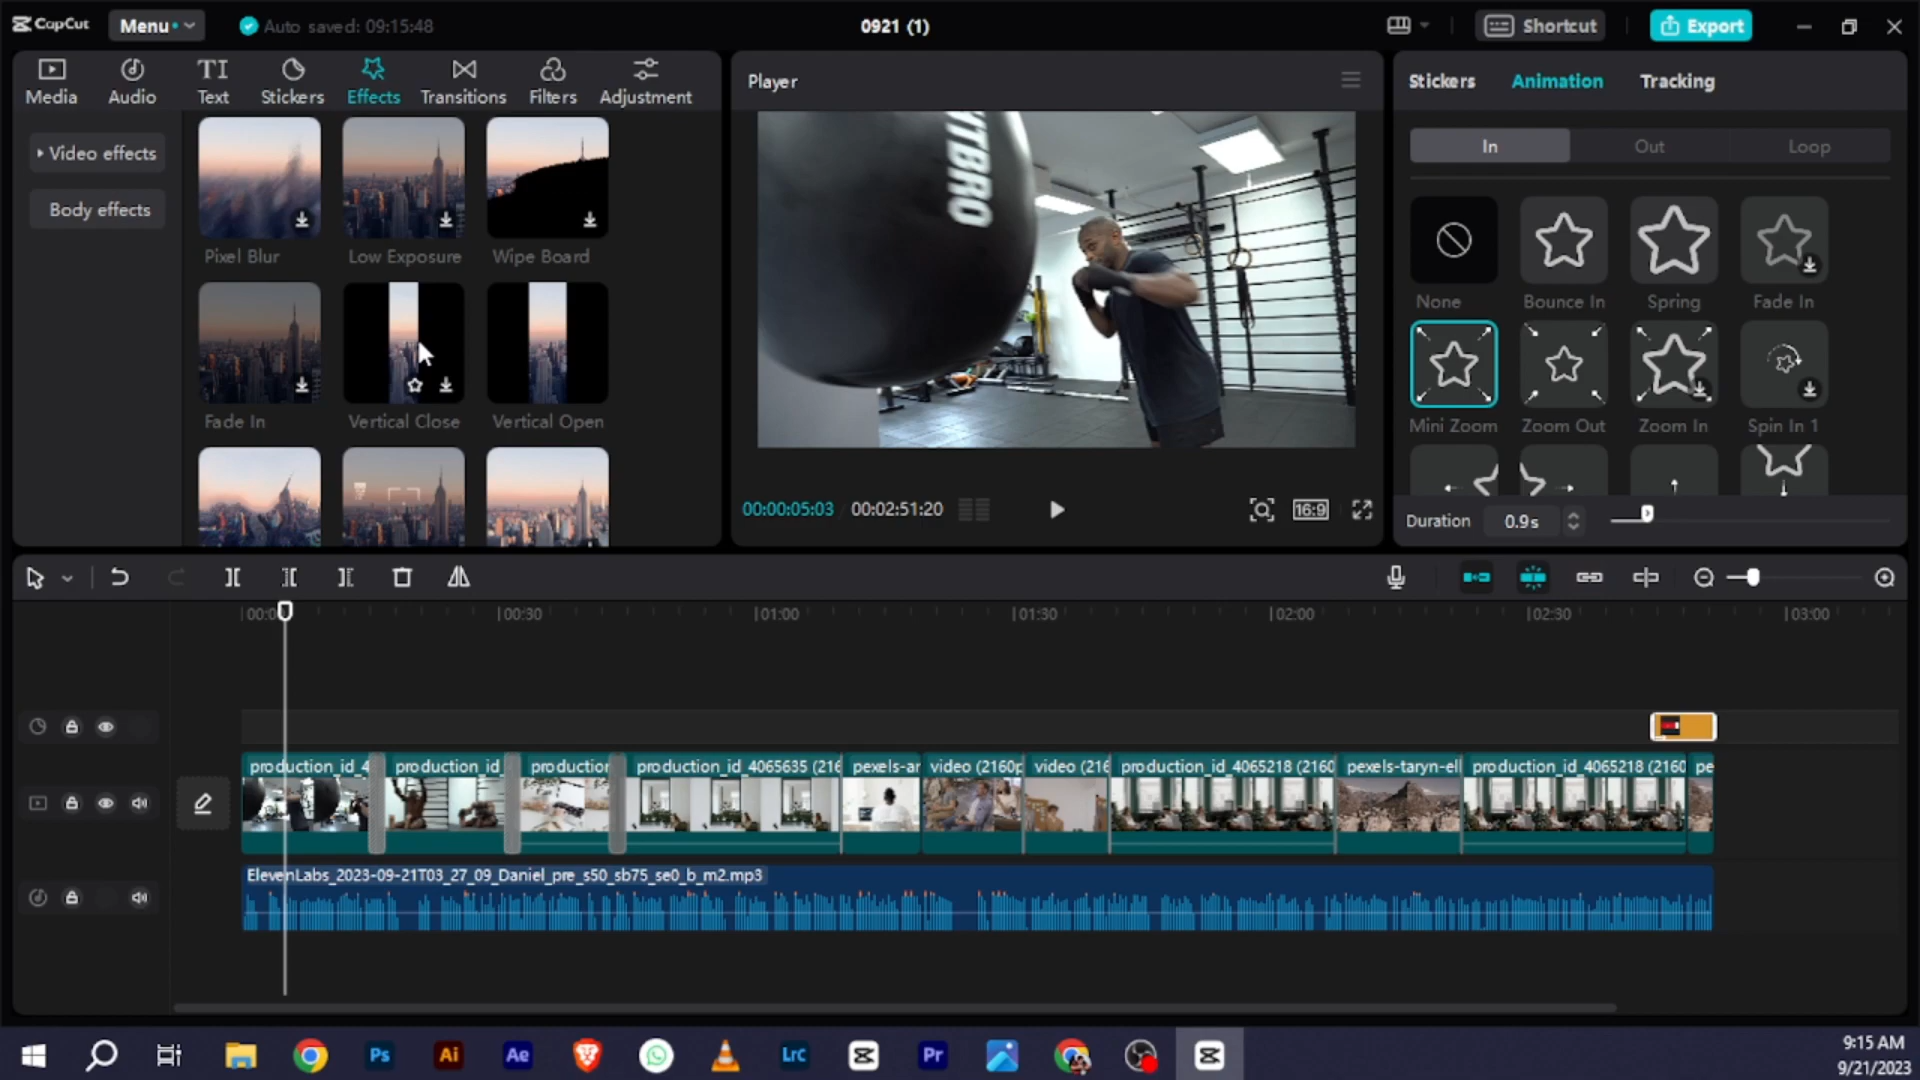 CapCut
Menu
Auto saved: 09:15:48
0921 (1)
Shortcut
Export
Media
Audio
TI
Text
Stickers
Effects
Transitions
Filters
Adjustment
Video effects
Body effects
Pixel Blur
Low Exposure
Wipe Board
Fade In
Vertical Close
Vertical Open
Player
YTBRO
00:00:05:03
00:02:51:20
16:9
Stickers
Animation
Tracking
In
Out
Loop
None
Bounce In
Spring
Fade In
Mini Zoom
Zoom Out
Zoom In
Spin In 1
Duration
0.9s
00:0
00:30
01:00
01:30
02:00
02:30
03:00
production_id_4
production_id_
production
production_id_4065635 (216
pexels-ar
video (2160p
video (216
production_id_4065218 (2160
pexels-taryn-ell
production_id_4065218 (2160
pe
ElevenLabs_2023-09-21T03_27_09_Daniel_pre_s50_sb75_se0_b_m2.mp3
Ps
Ai
Ae
Lrc
Pr
9:15 AM
9/21/2023